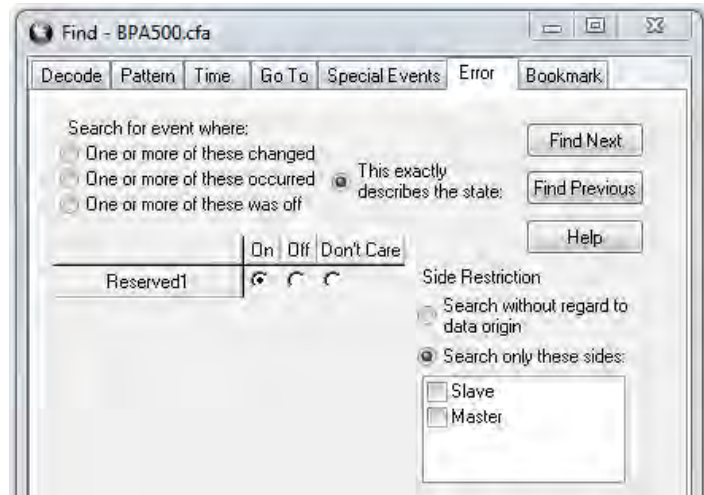 Find - BPA500.cfa
Decode Pattern Time Go To Special Events Error Bookmark
Search for event where:
One or more of these changed
One or more of these occurred
One or more of these was off
This exactly
describes the state:
Find Next
Find Previous
Help
On Off Don't Care
Reserved1
Side Restriction
Search without regard to
data origin
Search only these sides:
Slave
Master